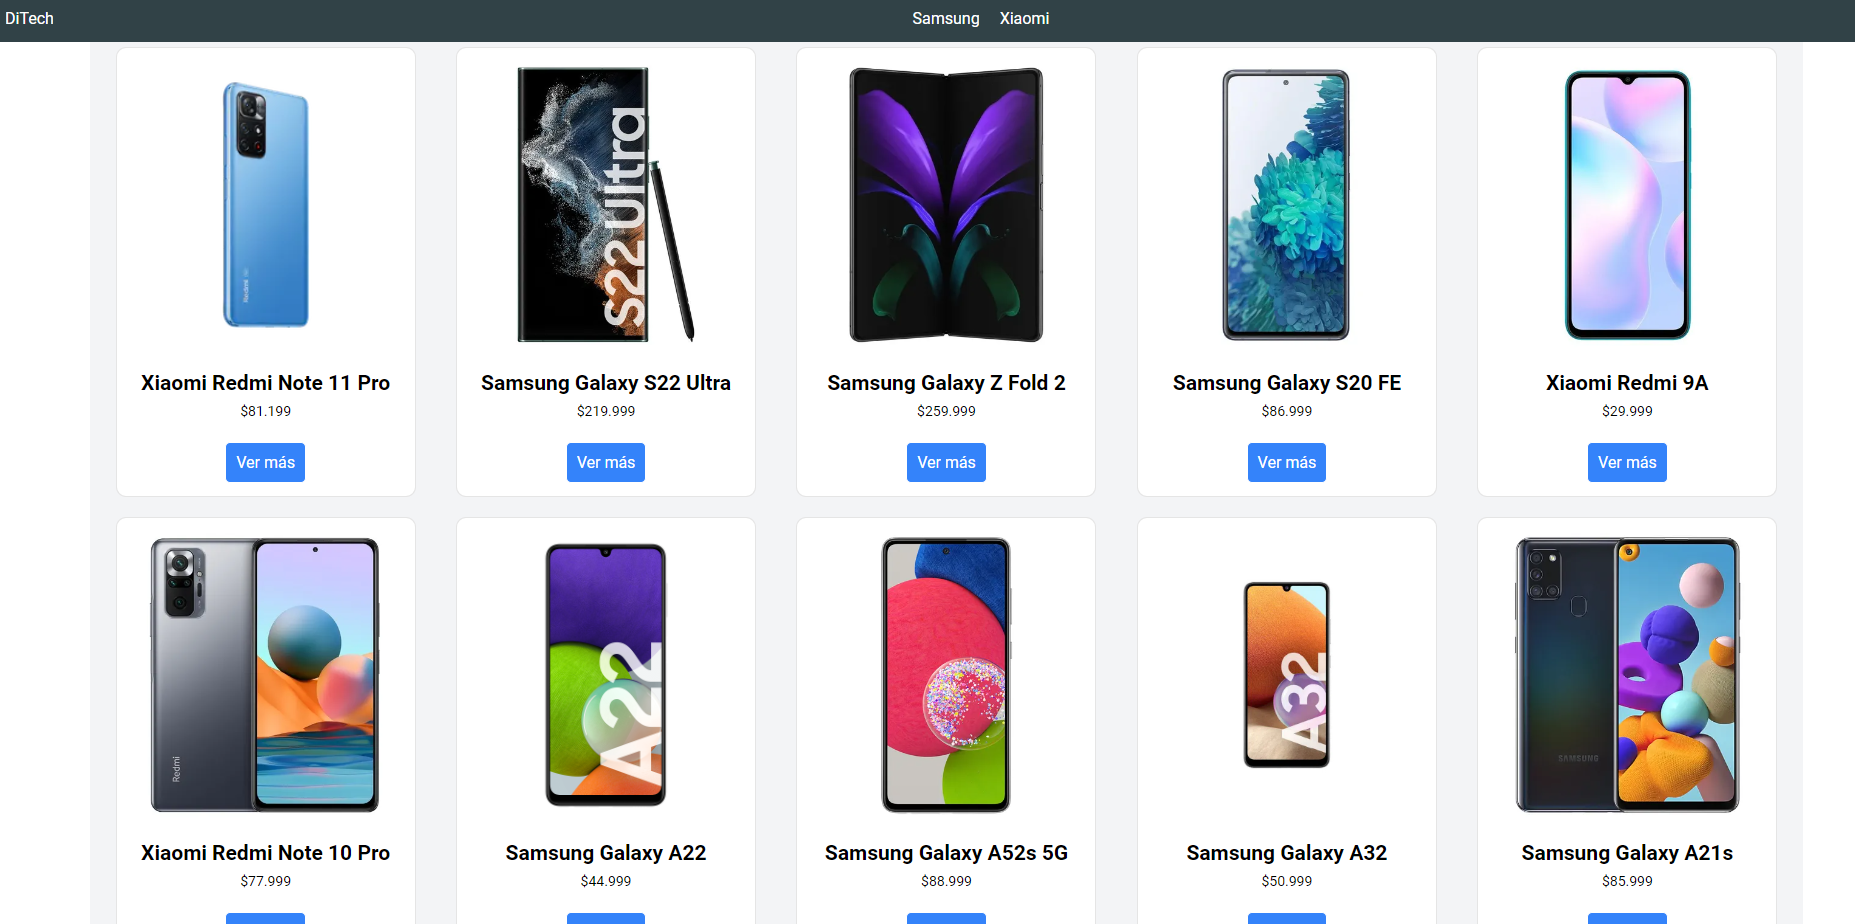 DiTech
Samsung Xiaomi
Redmi
S22 Ultra
Xiaomi Redmi Note 11 Pro
$81.199
Ver más
Samsung Galaxy S22 Ultra
$219.999
Ver más
Samsung Galaxy Z Fold 2
$259.999
Ver más
Samsung Galaxy S20 FE
$86.999
Ver más
Xiaomi Redmi 9A
$29.999
Ver más
Redmi
A22
A32
SAMSUNG
Xiaomi Redmi Note 10 Pro
$77.999
Samsung Galaxy A22
$44.999
Samsung Galaxy A52s 5G
$88.999
Samsung Galaxy A32
$50.999
Samsung Galaxy A21s
$85.999